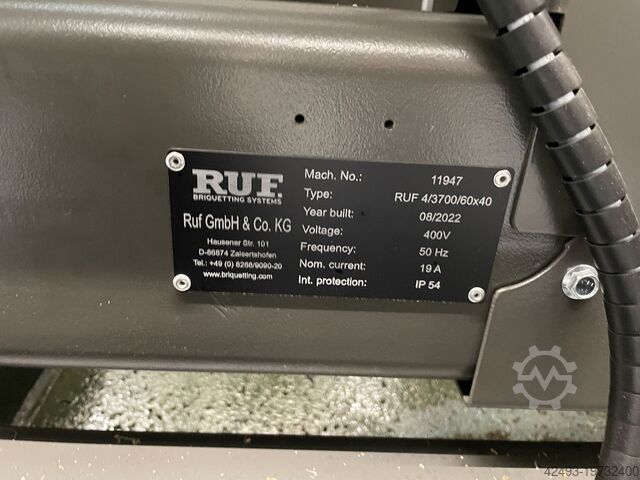 RUF
BRIQUETTING SYSTEMS
Ruf GmbH & Co. KG
Hausener Str. 101
D-86874 Zaisertshofen
Tel.: +49 (0) 8268/9090-20
www.briquetting.com
Mach. No.: 11947
Type: RUF 4/3700/60x40
Year built: 08/2022
Voltage: 400V
Frequency: 50 Hz
Nom. current: 19 A
Int. protection: IP 54
42493-19732400